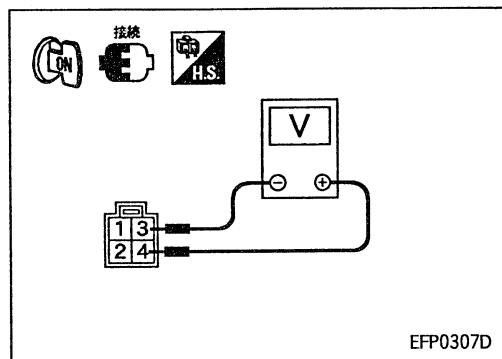 接続
ON
H.S.
V
⊖ ⊕
1 3
2 4
EFP0307D